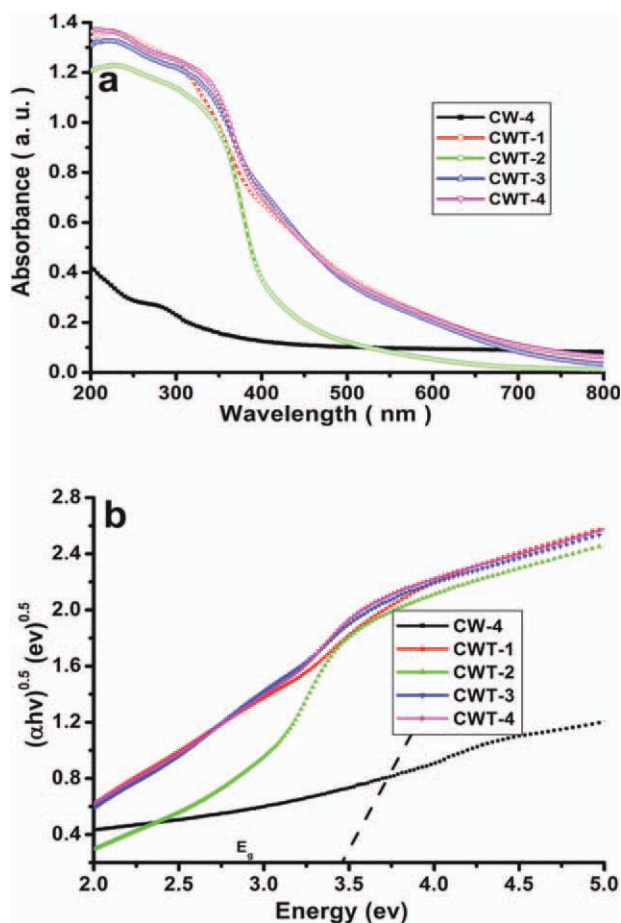 1.4
1.2
1.0
0.8
0.6
0.4
0.2
0.0
Absorbance ( a. u. )
a
CW-4
CWT-1
CWT-2
CWT-3
CWT-4
200 300 400 500 600 700 800
Wavelength ( nm )
b
2.8
2.4
2.0
1.6
1.2
0.8
0.4
(αhν)0.5 (ev)0.5
CW-4
CWT-1
CWT-2
CWT-3
CWT-4
Eg
2.0 2.5 3.0 3.5 4.0 4.5 5.0
Energy (ev)